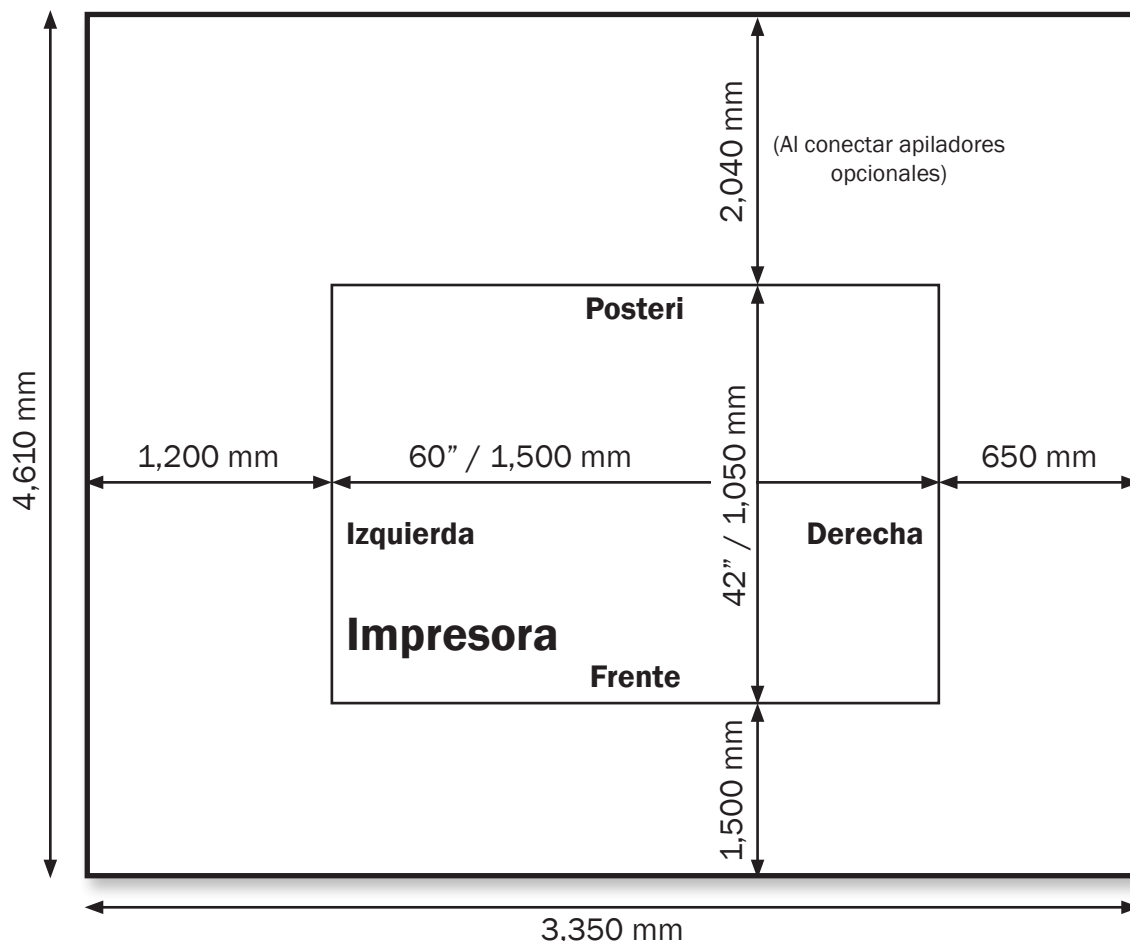 2,040 mm
(Al conectar apiladores
opcionales)
Posteri
4,610 mm
1,200 mm
60” / 1,500 mm
42” / 1,050 mm
650 mm
Izquierda
Derecha
Impresora
Frente
1,500 mm
3,350 mm